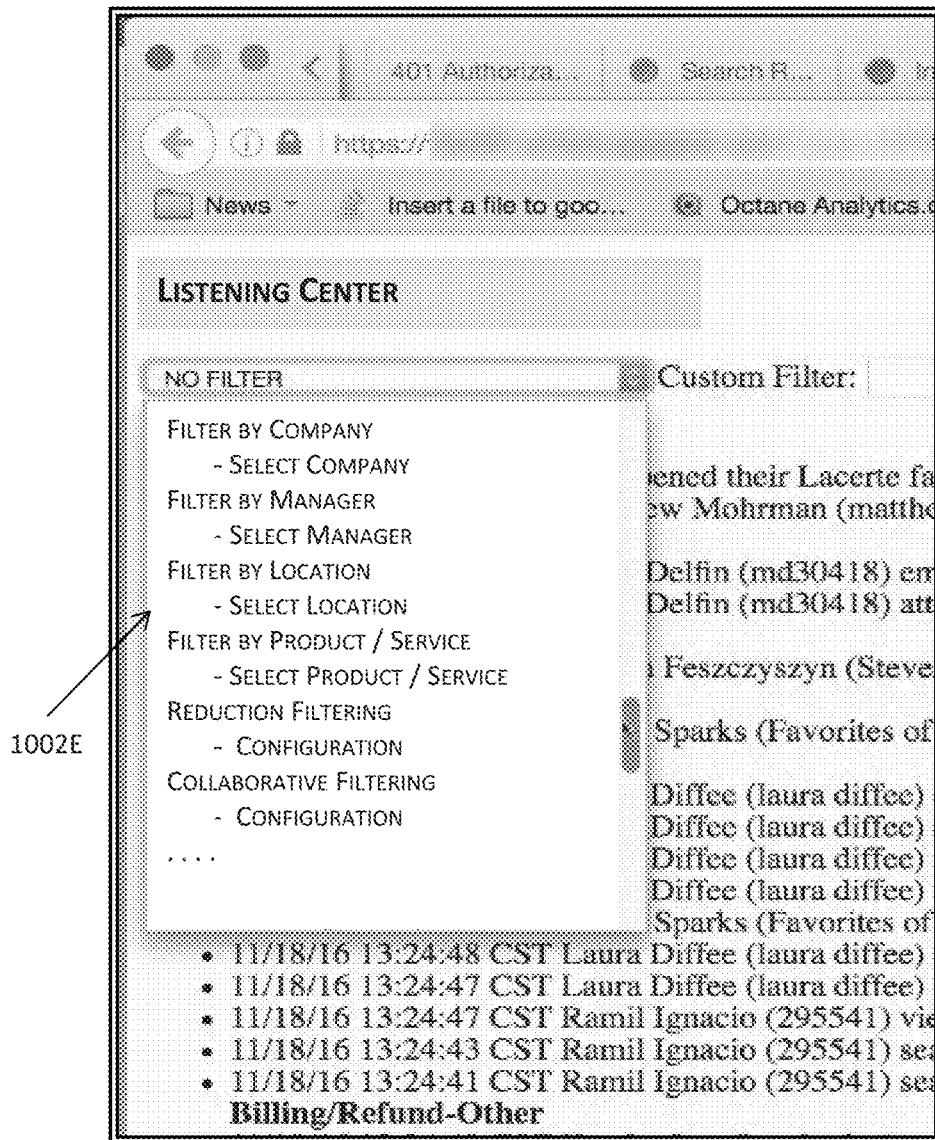 401 Authoriza... Search R... In
https://
News Insert a file to goo... Octane Analytics.c
LISTENING CENTER
NO FILTER Custom Filter:
FILTER BY COMPANY
- SELECT COMPANY
pened their Lacerte fa
FILTER BY MANAGER
ew Mohrman (matthe
- SELECT MANAGER
FILTER BY LOCATION
Delfin (md30418) em
- SELECT LOCATION
Delfin (md30418) att
FILTER BY PRODUCT / SERVICE
- SELECT PRODUCT / SERVICE
Feszczyszyn (Steve
REDUCTION FILTERING
- CONFIGURATION
Sparks (Favorites of
1002E
COLLABORATIVE FILTERING
Diffee (laura diffee)
- CONFIGURATION
Diffee (laura diffee)
. . . .
Diffee (laura diffee)
Diffee (laura diffee)
Sparks (Favorites of
• 11/18/16 13:24:48 CST Laura Diffee (laura diffee)
• 11/18/16 13:24:47 CST Laura Diffee (laura diffee)
• 11/18/16 13:24:47 CST Ramil Ignacio (295541) vie
• 11/18/16 13:24:43 CST Ramil Ignacio (295541) sea
• 11/18/16 13:24:41 CST Ramil Ignacio (295541) sea
Billing/Refund-Other